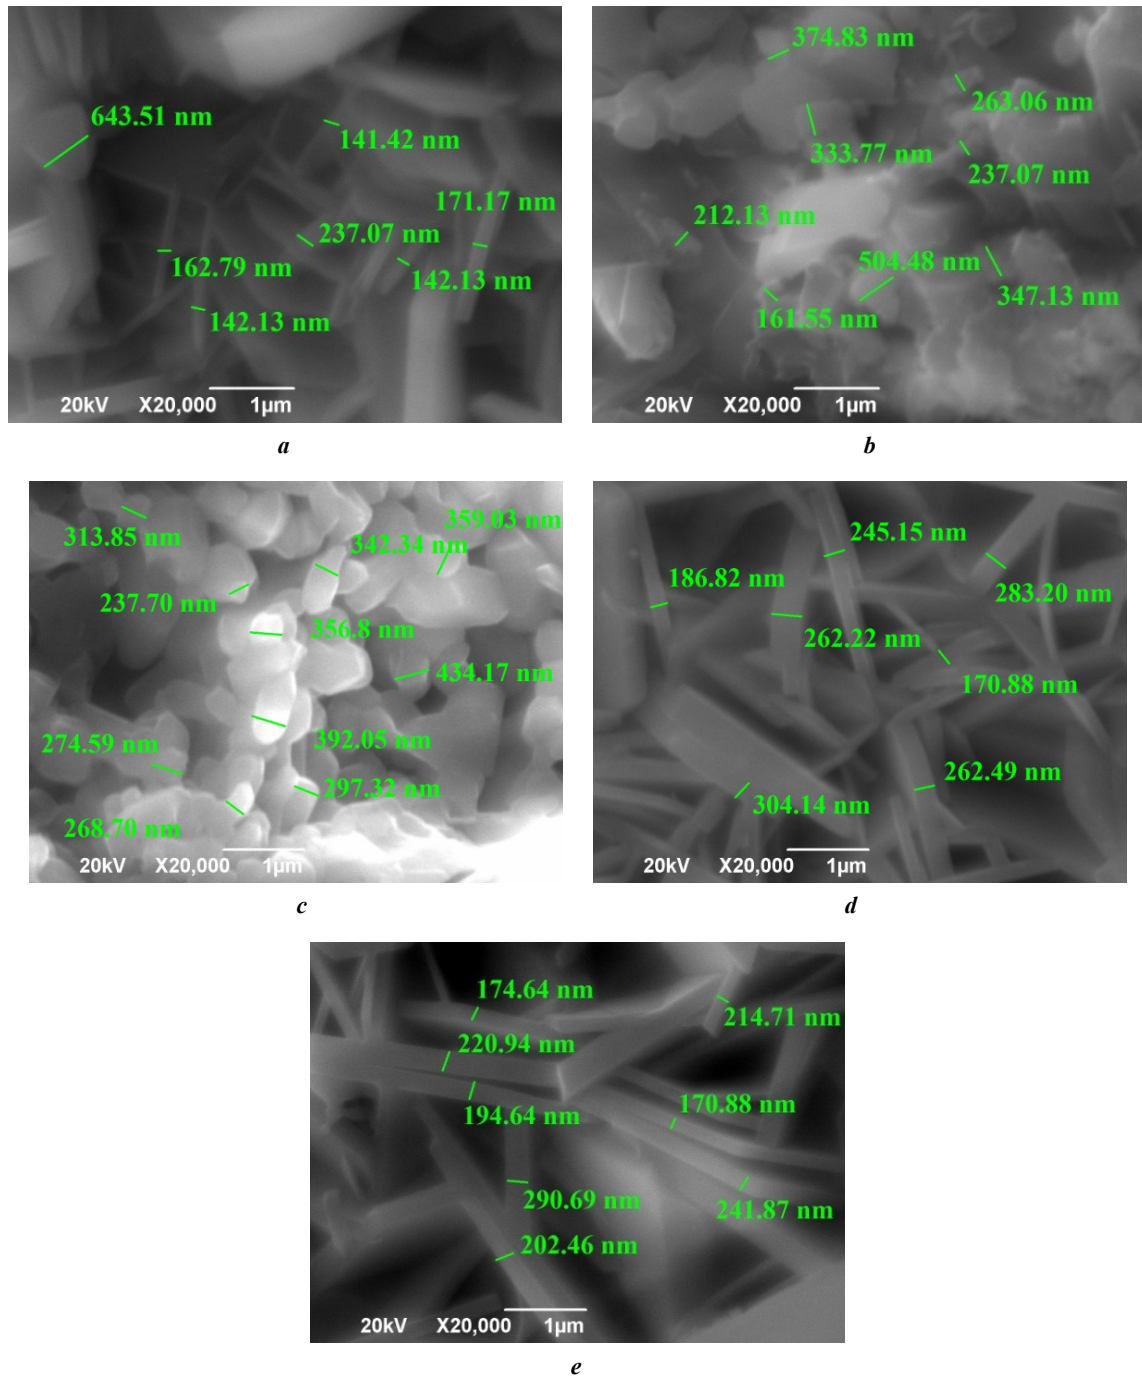 643.51 nm
141.42 nm
171.17 nm
237.07 nm
162.79 nm
142.13 nm
142.13 nm
20kV X20,000 1µm
a
374.83 nm
263.06 nm
333.77 nm
237.07 nm
212.13 nm
504.48 nm
347.13 nm
161.55 nm
20kV X20,000 1µm
b
359.03 nm
313.85 nm
342.34 nm
237.70 nm
356.8 nm
434.17 nm
274.59 nm
392.05 nm
297.32 nm
268.70 nm
20kV X20,000 1µm
c
245.15 nm
186.82 nm
283.20 nm
262.22 nm
170.88 nm
262.49 nm
304.14 nm
20kV X20,000 1µm
d
174.64 nm
214.71 nm
220.94 nm
170.88 nm
194.64 nm
290.69 nm
241.87 nm
202.46 nm
20kV X20,000 1µm
e